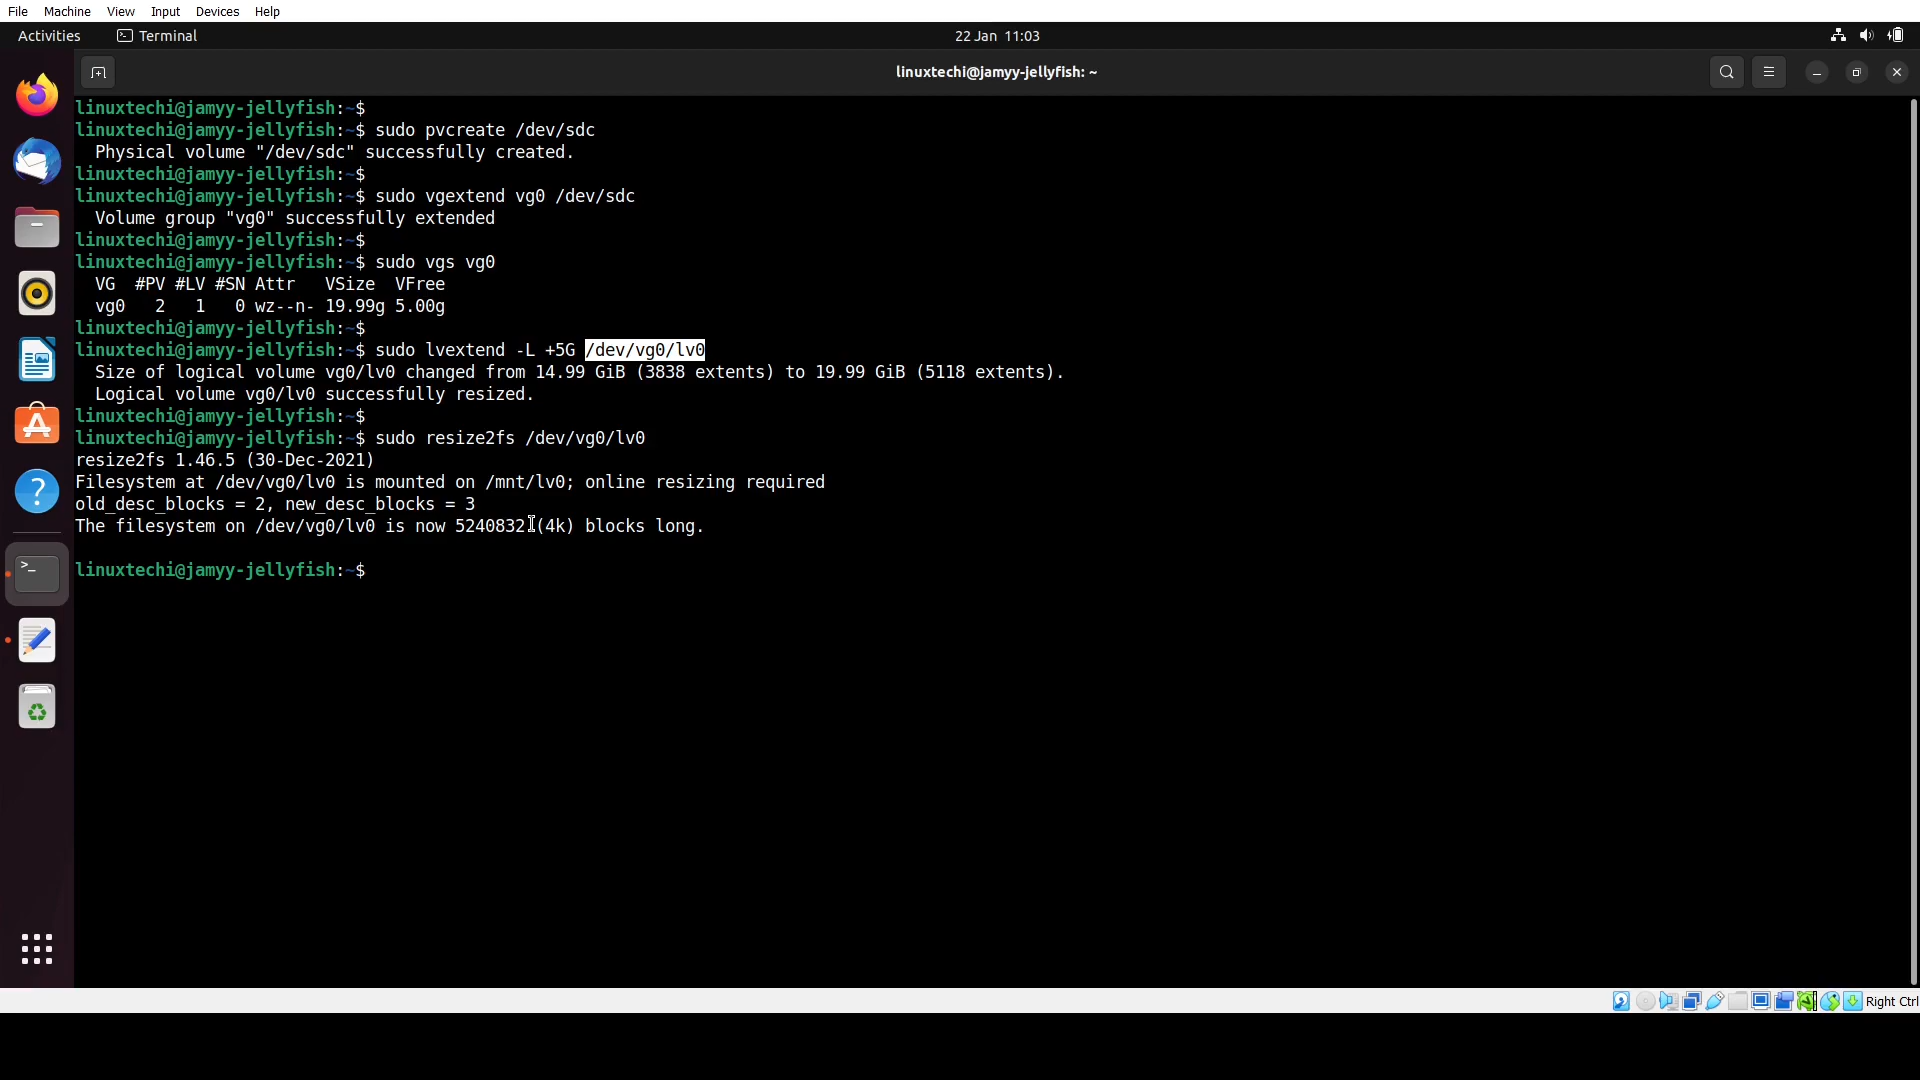 File Machine View Input Devices Help
Activities Terminal 22 Jan 11:03
linuxtechi@jamyy-jellyfish: ~
linuxtechi@jamyy-jellyfish:~$
linuxtechi@jamyy-jellyfish:~$ sudo pvcreate /dev/sdc
  Physical volume "/dev/sdc" successfully created.
linuxtechi@jamyy-jellyfish:~$
linuxtechi@jamyy-jellyfish:~$ sudo vgextend vg0 /dev/sdc
  Volume group "vg0" successfully extended
linuxtechi@jamyy-jellyfish:~$
linuxtechi@jamyy-jellyfish:~$ sudo vgs vg0
  VG  #PV #LV #SN Attr   VSize  VFree
  vg0   2   1   0 wz--n- 19.99g 5.00g
linuxtechi@jamyy-jellyfish:~$
linuxtechi@jamyy-jellyfish:~$ sudo lvextend -L +5G /dev/vg0/lv0
  Size of logical volume vg0/lv0 changed from 14.99 GiB (3838 extents) to 19.99 GiB (5118 extents).
  Logical volume vg0/lv0 successfully resized.
linuxtechi@jamyy-jellyfish:~$
linuxtechi@jamyy-jellyfish:~$ sudo resize2fs /dev/vg0/lv0
resize2fs 1.46.5 (30-Dec-2021)
Filesystem at /dev/vg0/lv0 is mounted on /mnt/lv0; online resizing required
old_desc_blocks = 2, new_desc_blocks = 3
The filesystem on /dev/vg0/lv0 is now 5240832 (4k) blocks long.
linuxtechi@jamyy-jellyfish:~$
Right Ctrl